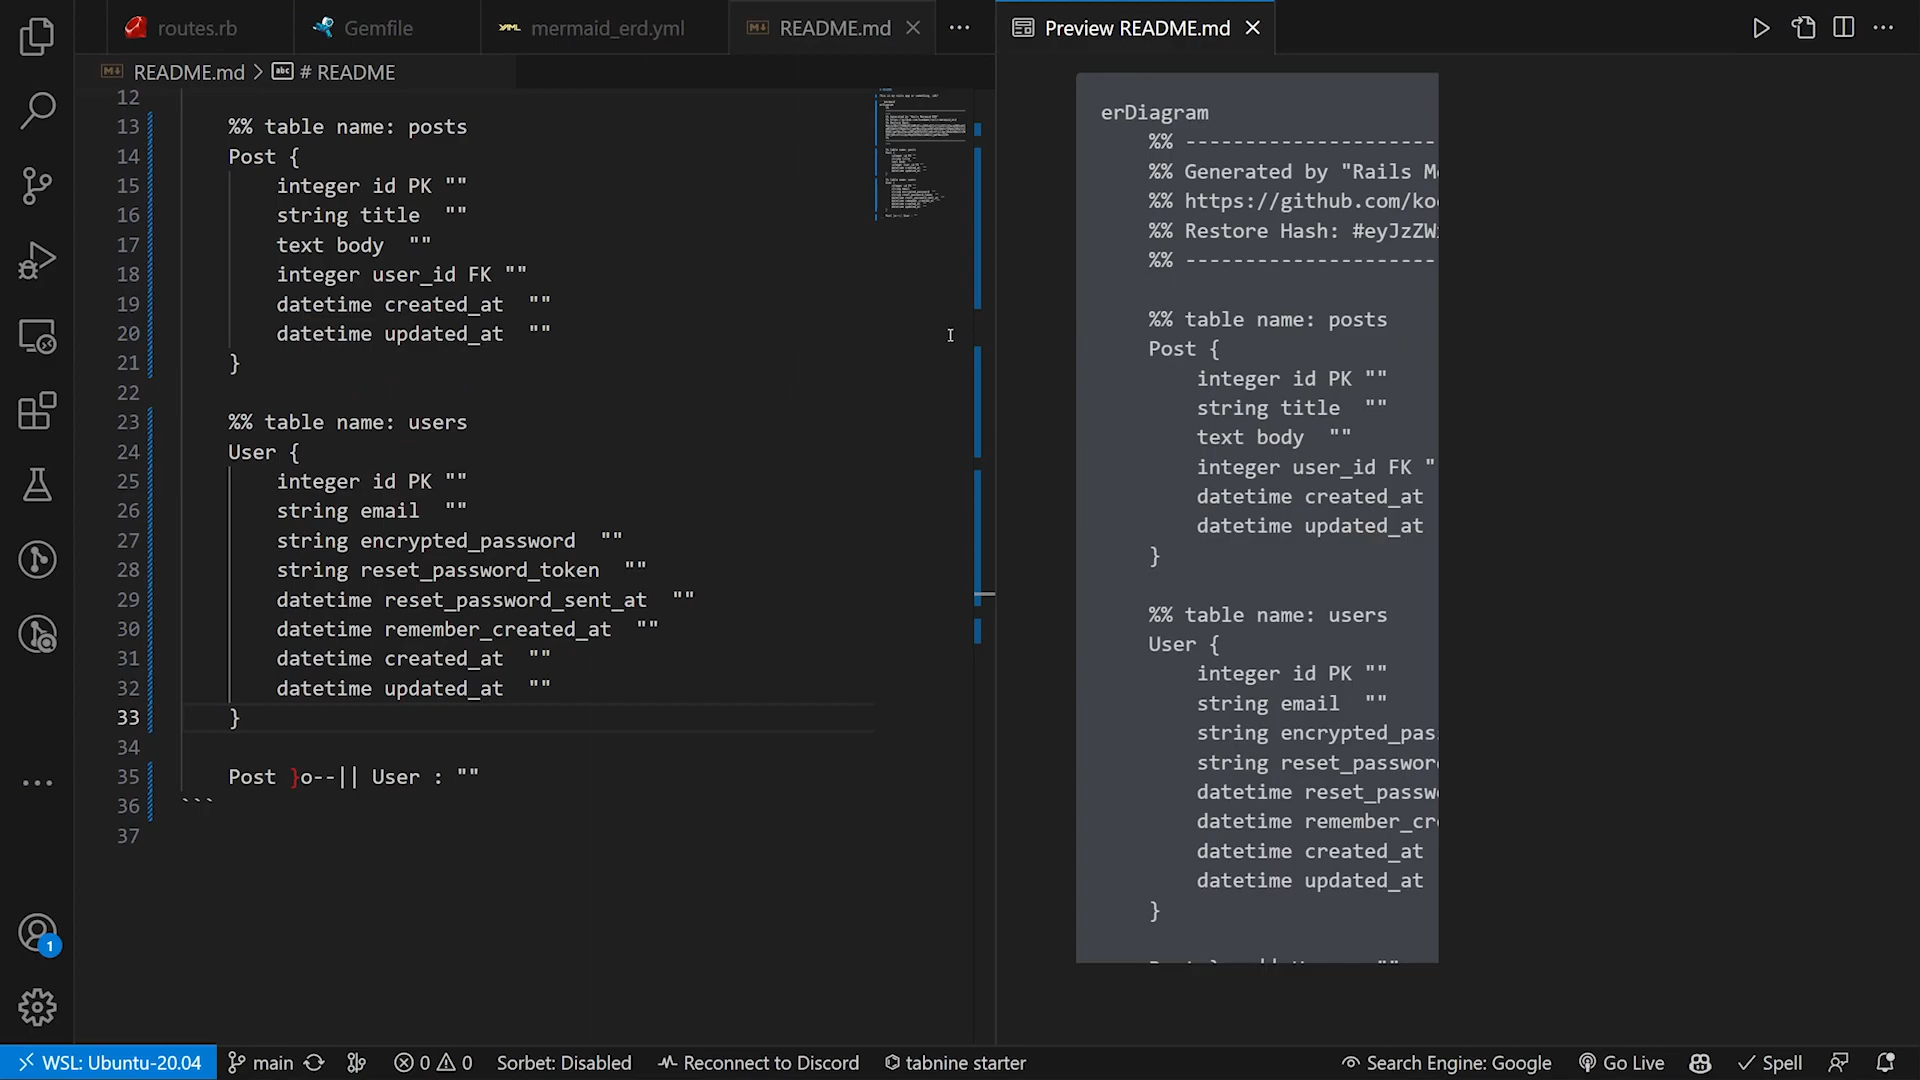 routes.rb
Gemfile
mermaid_erd.yml
README.md
Preview README.md
README.md > # README
12
13 %% table name: posts
14 Post {
15 integer id PK ""
16 string title ""
17 text body ""
18 integer user_id FK ""
19 datetime created_at ""
20 datetime updated_at ""
21 }
22
23 %% table name: users
24 User {
25 integer id PK ""
26 string email ""
27 string encrypted_password ""
28 string reset_password_token ""
29 datetime reset_password_sent_at ""
30 datetime remember_created_at ""
31 datetime created_at ""
32 datetime updated_at ""
33 }
34
35 Post }o--|| User : ""
36 ```
37
erDiagram
%% ---------------------
%% Generated by "Rails M
%% https://github.com/ko
%% Restore Hash: #eyJzZW
%% ---------------------
%% table name: posts
Post {
integer id PK ""
string title ""
text body ""
integer user_id FK "
datetime created_at
datetime updated_at
}
%% table name: users
User {
integer id PK ""
string email ""
string encrypted_pas
string reset_password
datetime reset_passw
datetime remember_cr
datetime created_at
datetime updated_at
}
1
WSL: Ubuntu-20.04
main
0 0
Sorbet: Disabled
Reconnect to Discord
tabnine starter
Search Engine: Google
Go Live
Spell